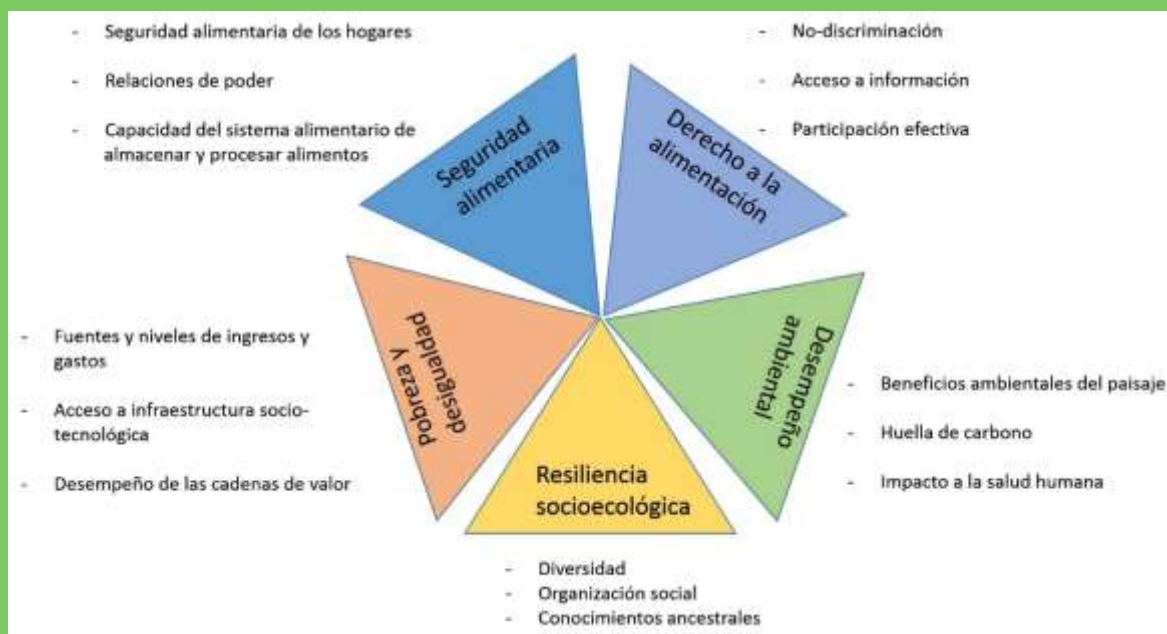 - Seguridad alimentaria de los hogares
- Relaciones de poder
- Capacidad del sistema alimentario de
almacenar y procesar alimentos
Seguridad
alimentaria
- No-discriminación
- Acceso a información
- Participación efectiva
Derecho a la
alimentación
- Fuentes y niveles de ingresos y
gastos
- Acceso a infraestructura socio-
tecnológica
- Desempeño de las cadenas de valor
Pobreza y
desigualdad
Desempeño
ambiental
- Beneficios ambientales del paisaje
- Huella de carbono
- Impacto a la salud humana
Resiliencia
socioecológica
- Diversidad
- Organización social
- Conocimientos ancestrales